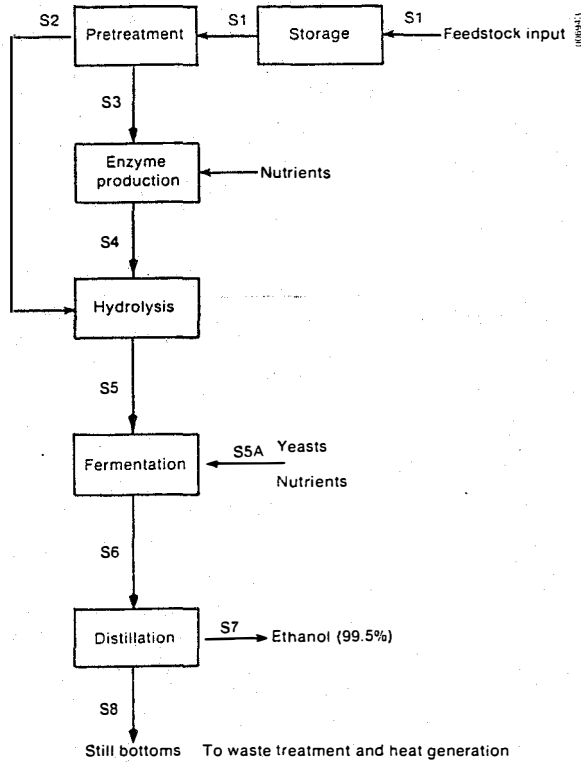 S2
Pretreatment
S1
Storage
S1
Feedstock input
S3
Enzyme
production
Nutrients
S4
Hydrolysis
S5
Fermentation
S5A
Yeasts
Nutrients
S6
Distillation
S7
Ethanol (99.5%)
S8
Still bottoms To waste treatment and heat generation